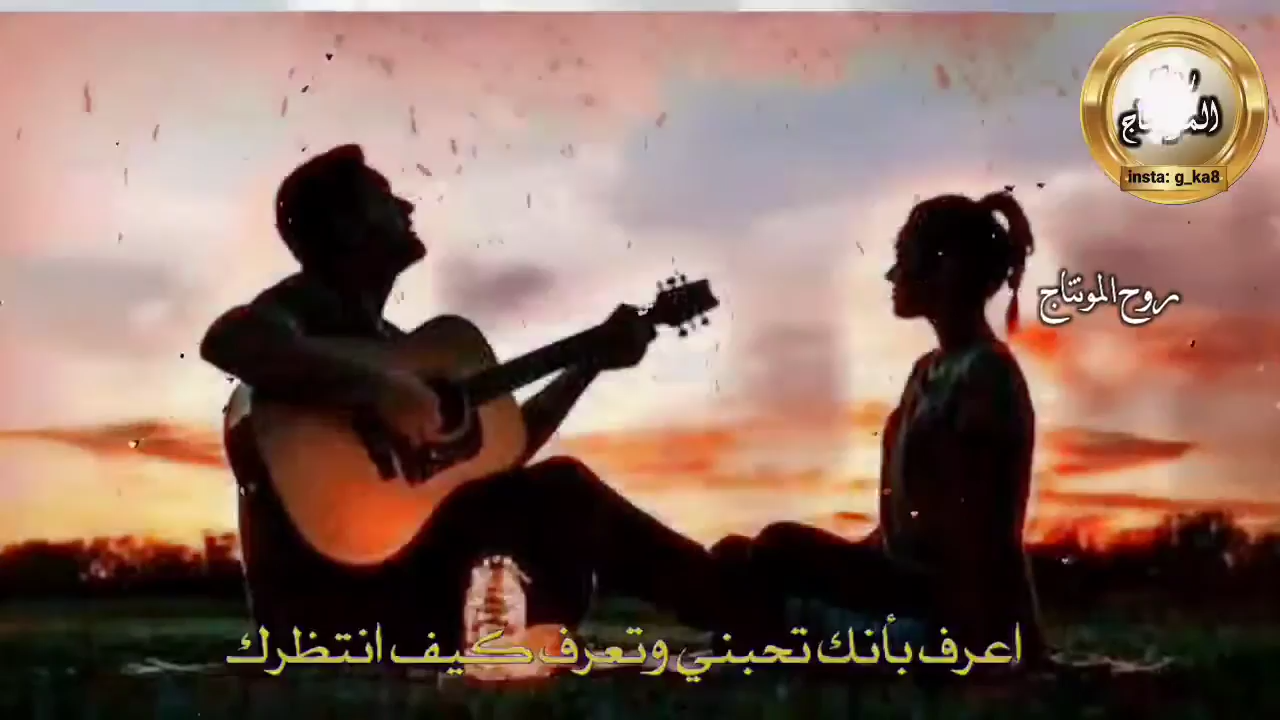 insta: g_ka8
روح المونتاج
اعرف بأنك تحبني وتعرف كيف انتظرك